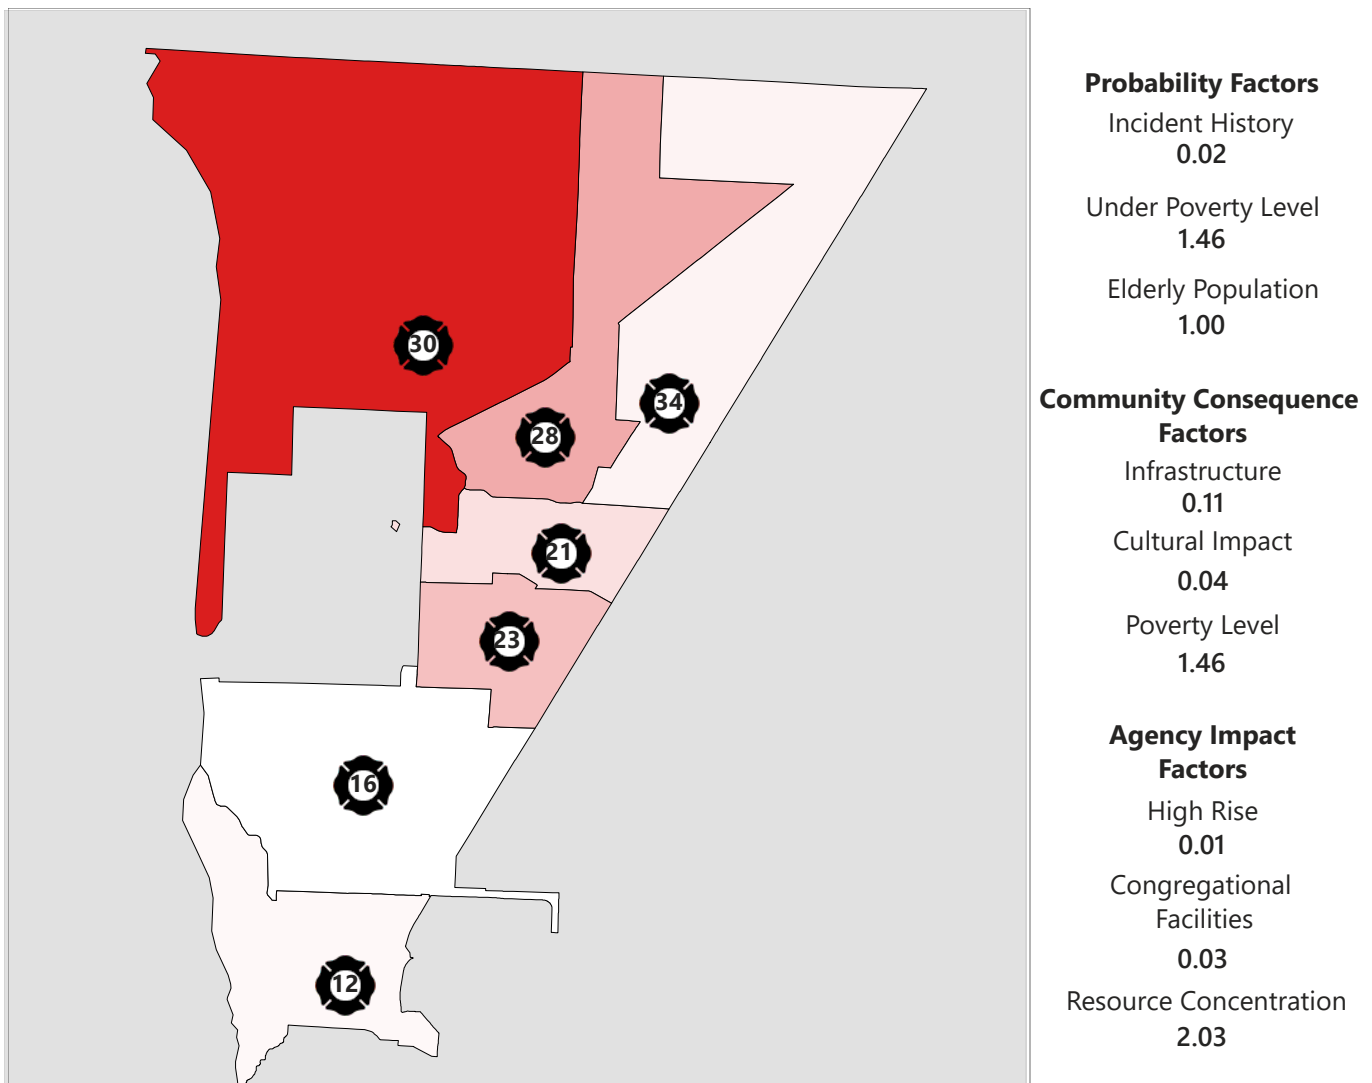 30
34
28
21
23
16
12
Probability Factors
Incident History
0.02
Under Poverty Level
1.46
Elderly Population
1.00
Community Consequence
Factors
Infrastructure
0.11
Cultural Impact
0.04
Poverty Level
1.46
Agency Impact
Factors
High Rise
0.01
Congregational
Facilities
0.03
Resource Concentration
2.03